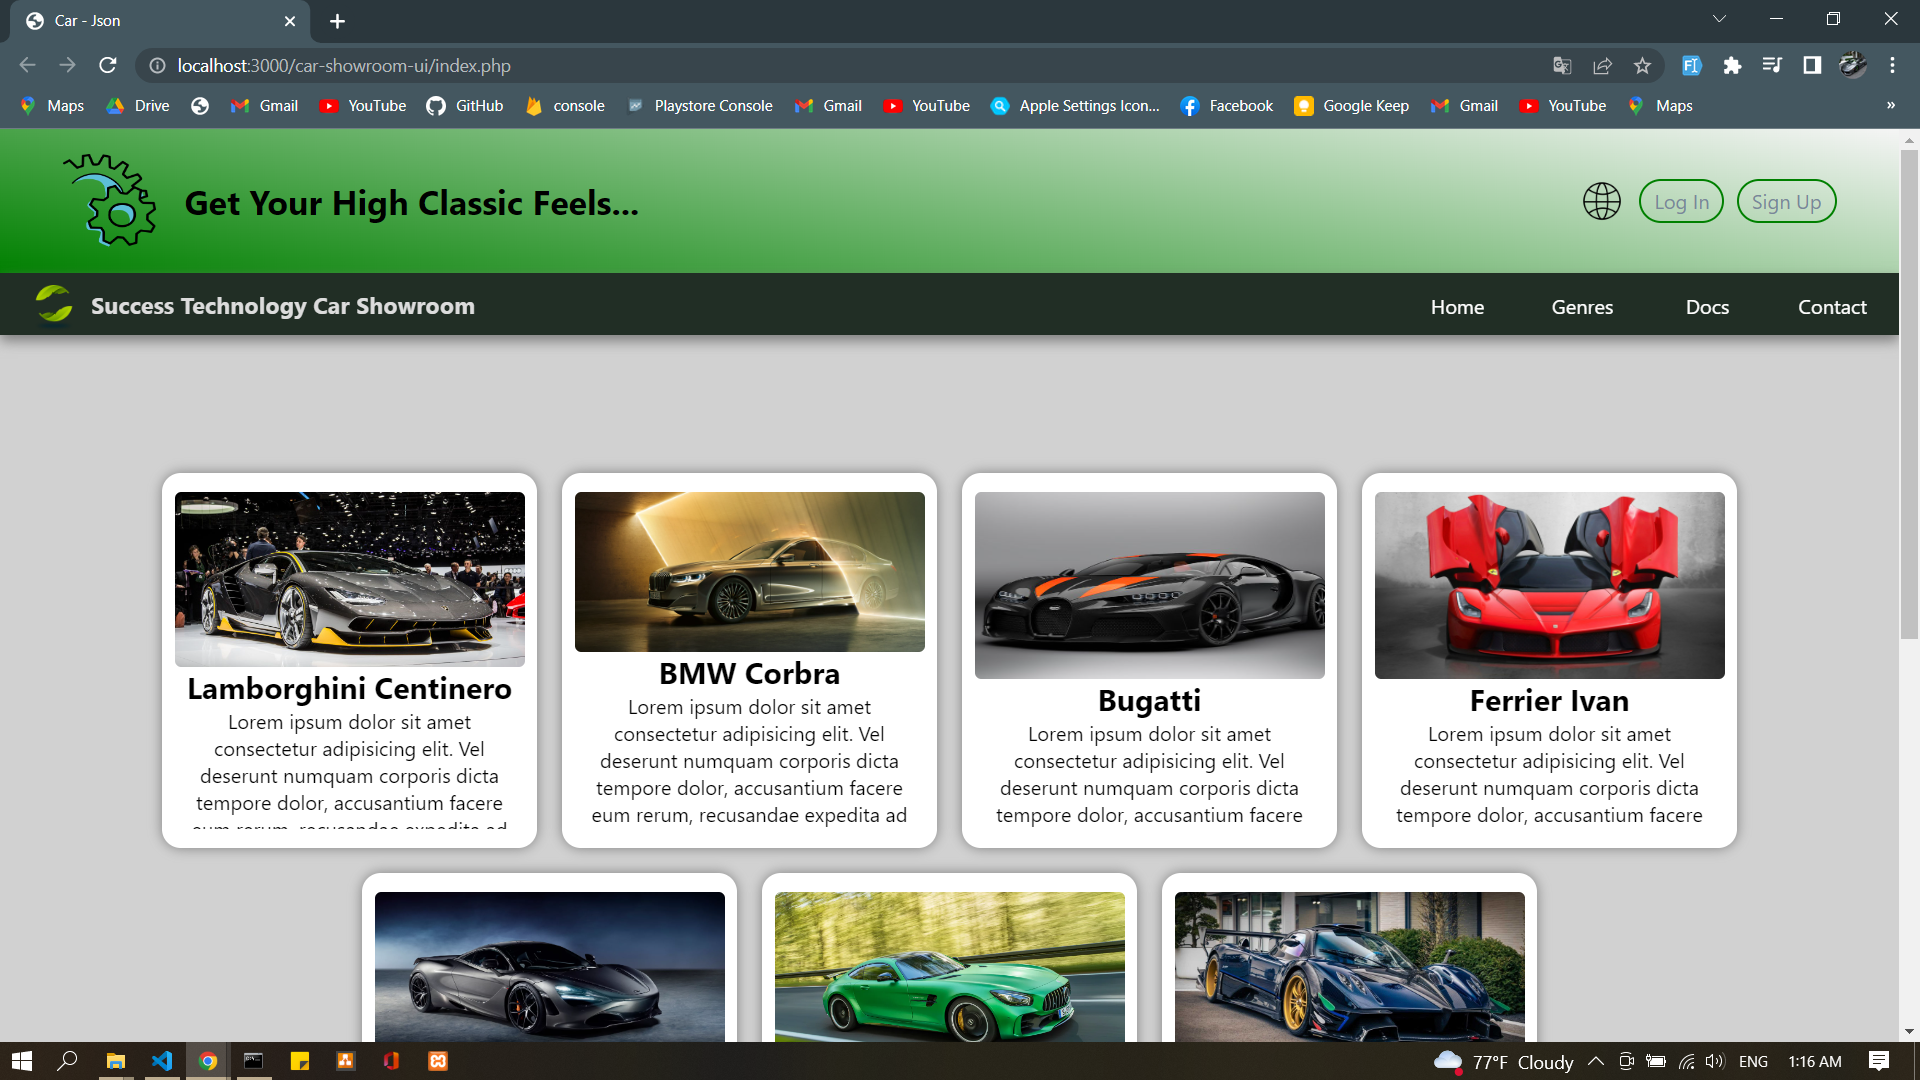 Car - Json
localhost:3000/car-showroom-ui/index.php
Maps Drive Gmail YouTube GitHub console Playstore Console Gmail YouTube Apple Settings Icon... Facebook Google Keep Gmail YouTube Maps »
Get Your High Classic Feels...
Log In Sign Up
Success Technology Car Showroom
Home Genres Docs Contact
Lamborghini Centinero
Lorem ipsum dolor sit amet
consectetur adipisicing elit. Vel
deserunt numquam corporis dicta
tempore dolor, accusantium facere
eum rerum, recusandae expedita ad
BMW Corbra
Lorem ipsum dolor sit amet
consectetur adipisicing elit. Vel
deserunt numquam corporis dicta
tempore dolor, accusantium facere
eum rerum, recusandae expedita ad
Bugatti
Lorem ipsum dolor sit amet
consectetur adipisicing elit. Vel
deserunt numquam corporis dicta
tempore dolor, accusantium facere
Ferrier Ivan
Lorem ipsum dolor sit amet
consectetur adipisicing elit. Vel
deserunt numquam corporis dicta
tempore dolor, accusantium facere
77°F Cloudy ENG 1:16 AM